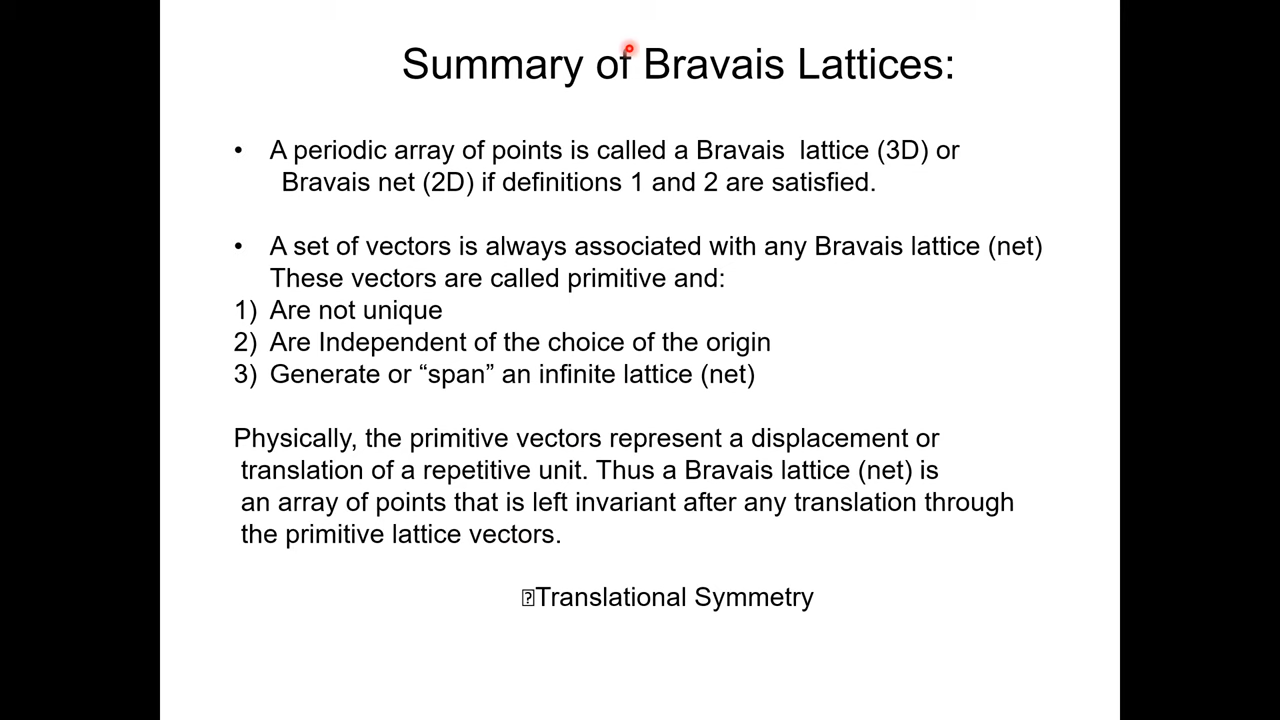 Summary of Bravais Lattices:
• A periodic array of points is called a Bravais lattice (3D) or
Bravais net (2D) if definitions 1 and 2 are satisfied.
• A set of vectors is always associated with any Bravais lattice (net)
These vectors are called primitive and:
1) Are not unique
2) Are Independent of the choice of the origin
3) Generate or “span” an infinite lattice (net)
Physically, the primitive vectors represent a displacement or
translation of a repetitive unit. Thus a Bravais lattice (net) is
an array of points that is left invariant after any translation through
the primitive lattice vectors.
Translational Symmetry